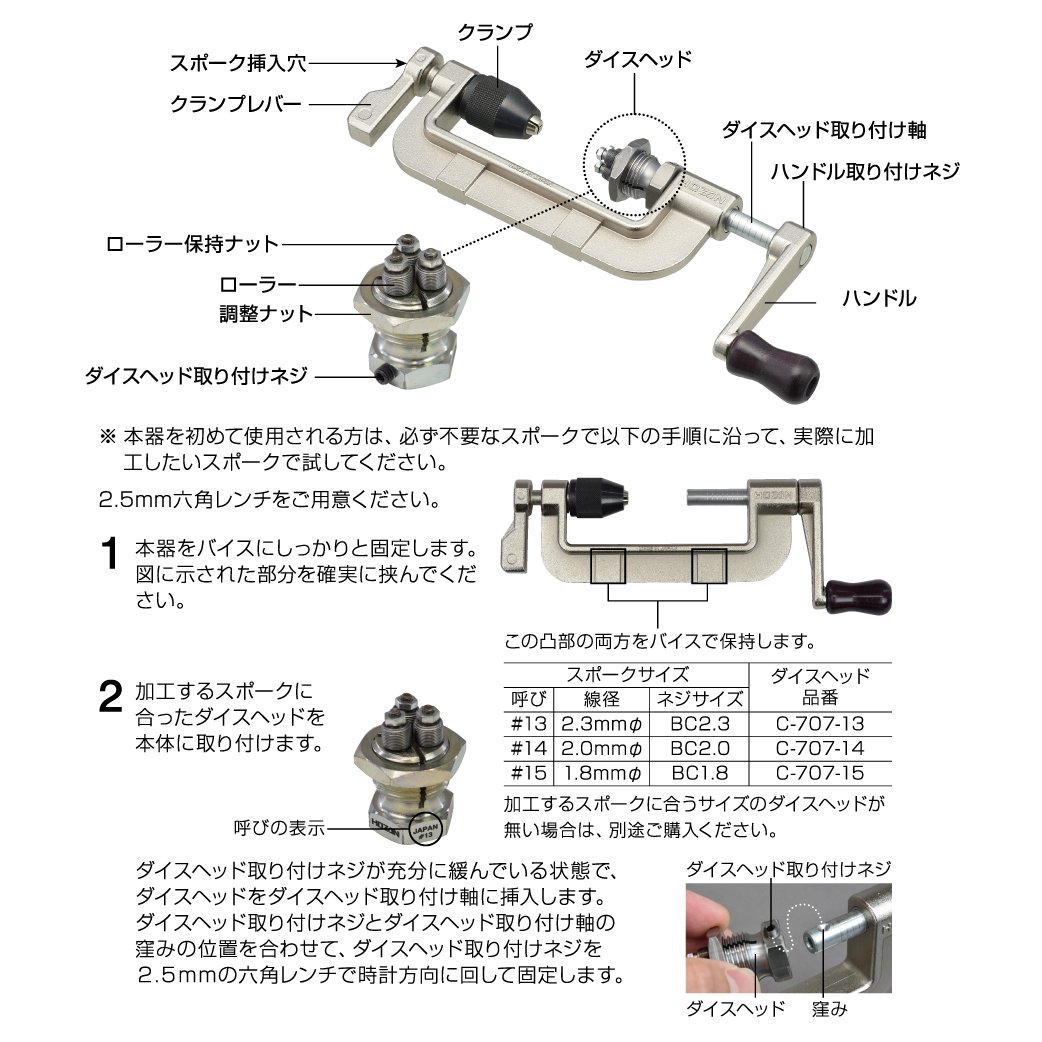 クランプ
スポーク挿入穴
ダイスヘッド
クランプレバー
ダイスヘッド取り付け軸
ハンドル取り付けネジ
ローラー保持ナット
ローラー
調整ナット
ハンドル
ダイスヘッド取り付けネジ
※ 本器を初めて使用される方は、必ず不要なスポークで以下の手順に沿って、実際に加
工したいスポークで試してください。
2.5mm六角レンチをご用意ください。
1 本器をバイスにしっかりと固定します。
図に示された部分を確実に挟んでくだ
さい。
HOZAN
この凸部の両方をバイスで保持します。
スポークサイズ ダイスヘッド
品番
呼び 線径 ネジサイズ
#13 2.3mmφ BC2.3 C-707-13
#14 2.0mmφ BC2.0 C-707-14
#15 1.8mmφ BC1.8 C-707-15
加工するスポークに合うサイズのダイスヘッドが
無い場合は、別途ご購入ください。
2 加工するスポークに
合ったダイスヘッドを
本体に取り付けます。
呼びの表示
HOZAN
JAPAN
#13
ダイスヘッド取り付けネジが充分に緩んでいる状態で、
ダイスヘッドをダイスヘッド取り付け軸に挿入します。
ダイスヘッド取り付けネジとダイスヘッド取り付け軸の
窪みの位置を合わせて、ダイスヘッド取り付けネジを
2.5mmの六角レンチで時計方向に回して固定します。
ダイスヘッド取り付けネジ
ダイスヘッド
窪み